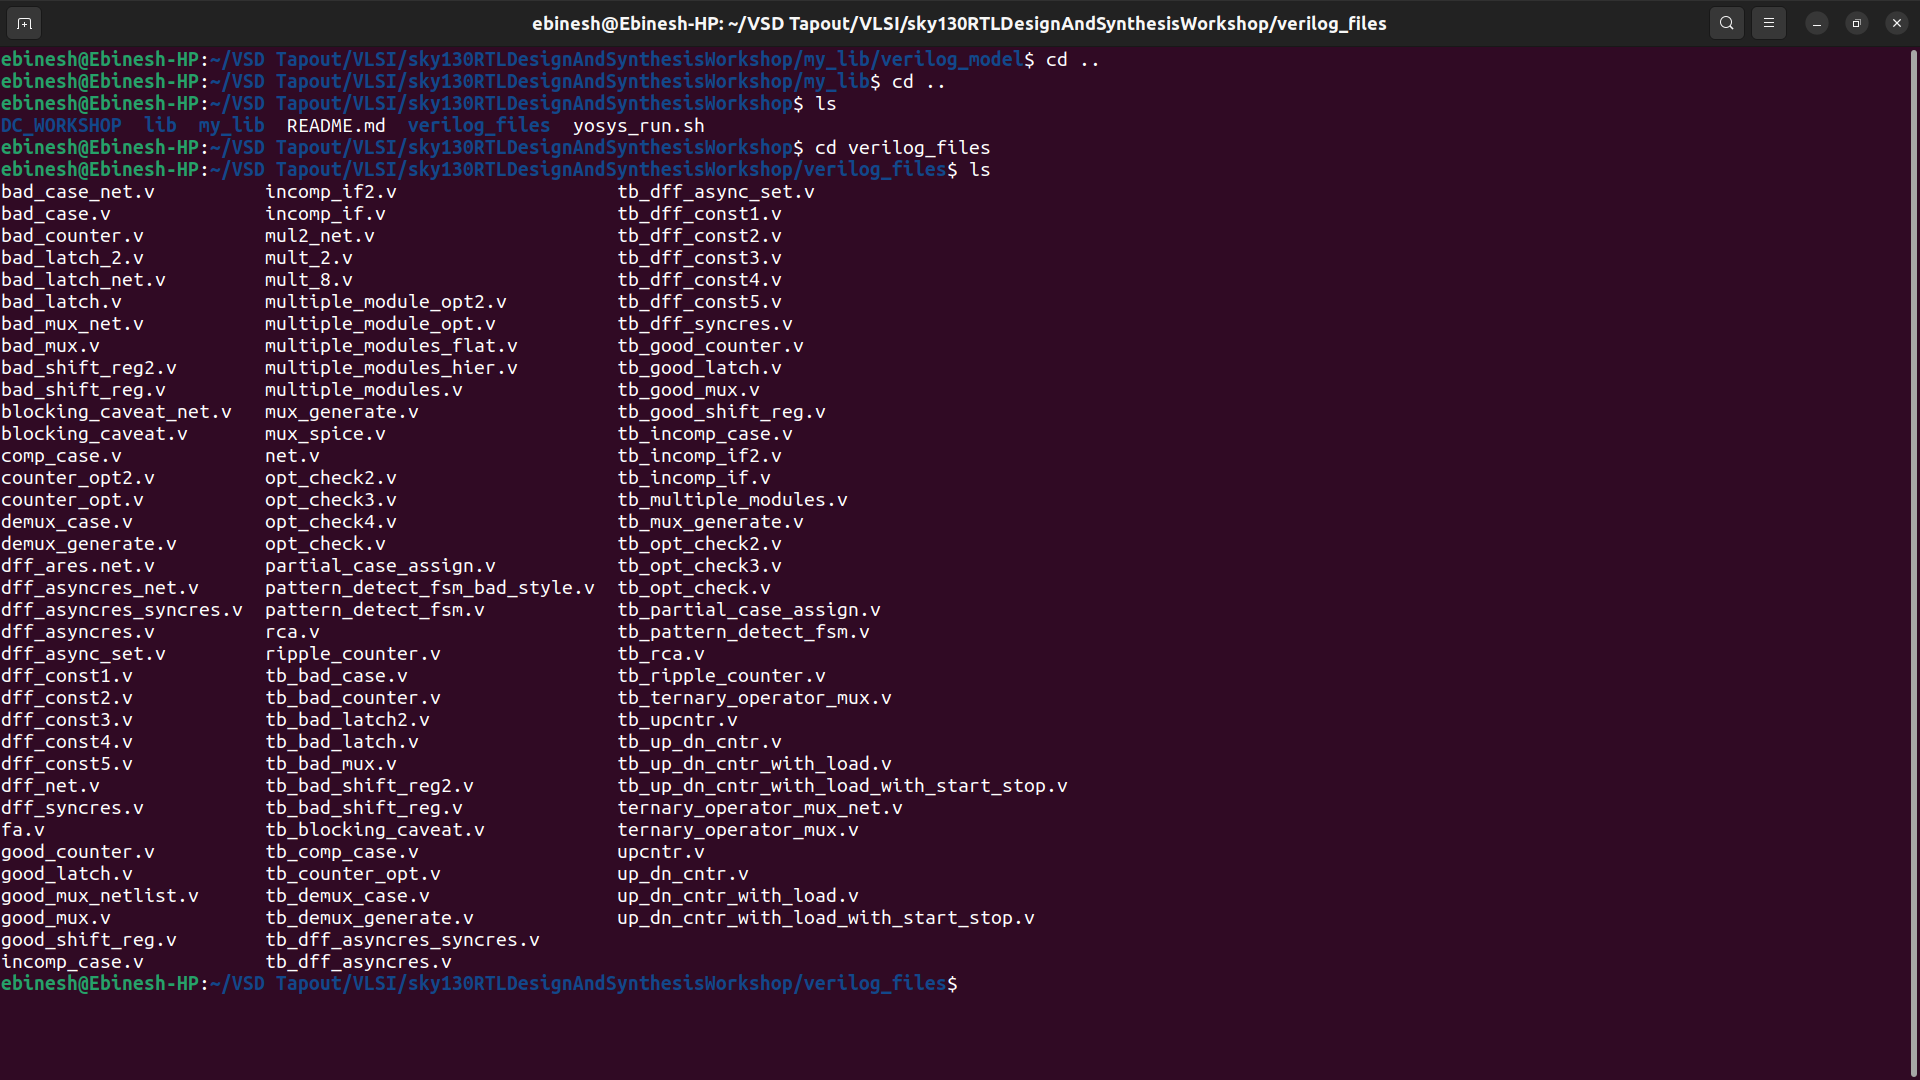 ebinesh@Ebinesh-HP: ~/VSD Tapout/VLSI/sky130RTLDesignAndSynthesisWorkshop/verilog_files
ebinesh@Ebinesh-HP:~/VSD Tapout/VLSI/sky130RTLDesignAndSynthesisWorkshop/my_lib/verilog_model$ cd ..
ebinesh@Ebinesh-HP:~/VSD Tapout/VLSI/sky130RTLDesignAndSynthesisWorkshop/my_lib$ cd ..
ebinesh@Ebinesh-HP:~/VSD Tapout/VLSI/sky130RTLDesignAndSynthesisWorkshop$ ls
DC_WORKSHOP  lib  my_lib  README.md  verilog_files  yosys_run.sh
ebinesh@Ebinesh-HP:~/VSD Tapout/VLSI/sky130RTLDesignAndSynthesisWorkshop$ cd verilog_files
ebinesh@Ebinesh-HP:~/VSD Tapout/VLSI/sky130RTLDesignAndSynthesisWorkshop/verilog_files$ ls
bad_case_net.v          incomp_if2.v                    tb_dff_async_set.v
bad_case.v              incomp_if.v                     tb_dff_const1.v
bad_counter.v           mul2_net.v                      tb_dff_const2.v
bad_latch_2.v           mult_2.v                        tb_dff_const3.v
bad_latch_net.v         mult_8.v                        tb_dff_const4.v
bad_latch.v             multiple_module_opt2.v          tb_dff_const5.v
bad_mux_net.v           multiple_module_opt.v           tb_dff_syncres.v
bad_mux.v               multiple_modules_flat.v         tb_good_counter.v
bad_shift_reg2.v        multiple_modules_hier.v         tb_good_latch.v
bad_shift_reg.v         multiple_modules.v              tb_good_mux.v
blocking_caveat_net.v   mux_generate.v                  tb_good_shift_reg.v
blocking_caveat.v       mux_spice.v                     tb_incomp_case.v
comp_case.v             net.v                           tb_incomp_if2.v
counter_opt2.v          opt_check2.v                    tb_incomp_if.v
counter_opt.v           opt_check3.v                    tb_multiple_modules.v
demux_case.v            opt_check4.v                    tb_mux_generate.v
demux_generate.v        opt_check.v                     tb_opt_check2.v
dff_ares.net.v          partial_case_assign.v           tb_opt_check3.v
dff_asyncres_net.v      pattern_detect_fsm_bad_style.v  tb_opt_check.v
dff_asyncres_syncres.v  pattern_detect_fsm.v            tb_partial_case_assign.v
dff_asyncres.v          rca.v                           tb_pattern_detect_fsm.v
dff_async_set.v         ripple_counter.v                tb_rca.v
dff_const1.v            tb_bad_case.v                   tb_ripple_counter.v
dff_const2.v            tb_bad_counter.v                tb_ternary_operator_mux.v
dff_const3.v            tb_bad_latch2.v                 tb_upcntr.v
dff_const4.v            tb_bad_latch.v                  tb_up_dn_cntr.v
dff_const5.v            tb_bad_mux.v                    tb_up_dn_cntr_with_load.v
dff_net.v               tb_bad_shift_reg2.v             tb_up_dn_cntr_with_load_with_start_stop.v
dff_syncres.v           tb_bad_shift_reg.v              ternary_operator_mux_net.v
fa.v                    tb_blocking_caveat.v            ternary_operator_mux.v
good_counter.v          tb_comp_case.v                  upcntr.v
good_latch.v            tb_counter_opt.v                up_dn_cntr.v
good_mux_netlist.v      tb_demux_case.v                 up_dn_cntr_with_load.v
good_mux.v              tb_demux_generate.v             up_dn_cntr_with_load_with_start_stop.v
good_shift_reg.v        tb_dff_asyncres_syncres.v
incomp_case.v           tb_dff_asyncres.v
ebinesh@Ebinesh-HP:~/VSD Tapout/VLSI/sky130RTLDesignAndSynthesisWorkshop/verilog_files$